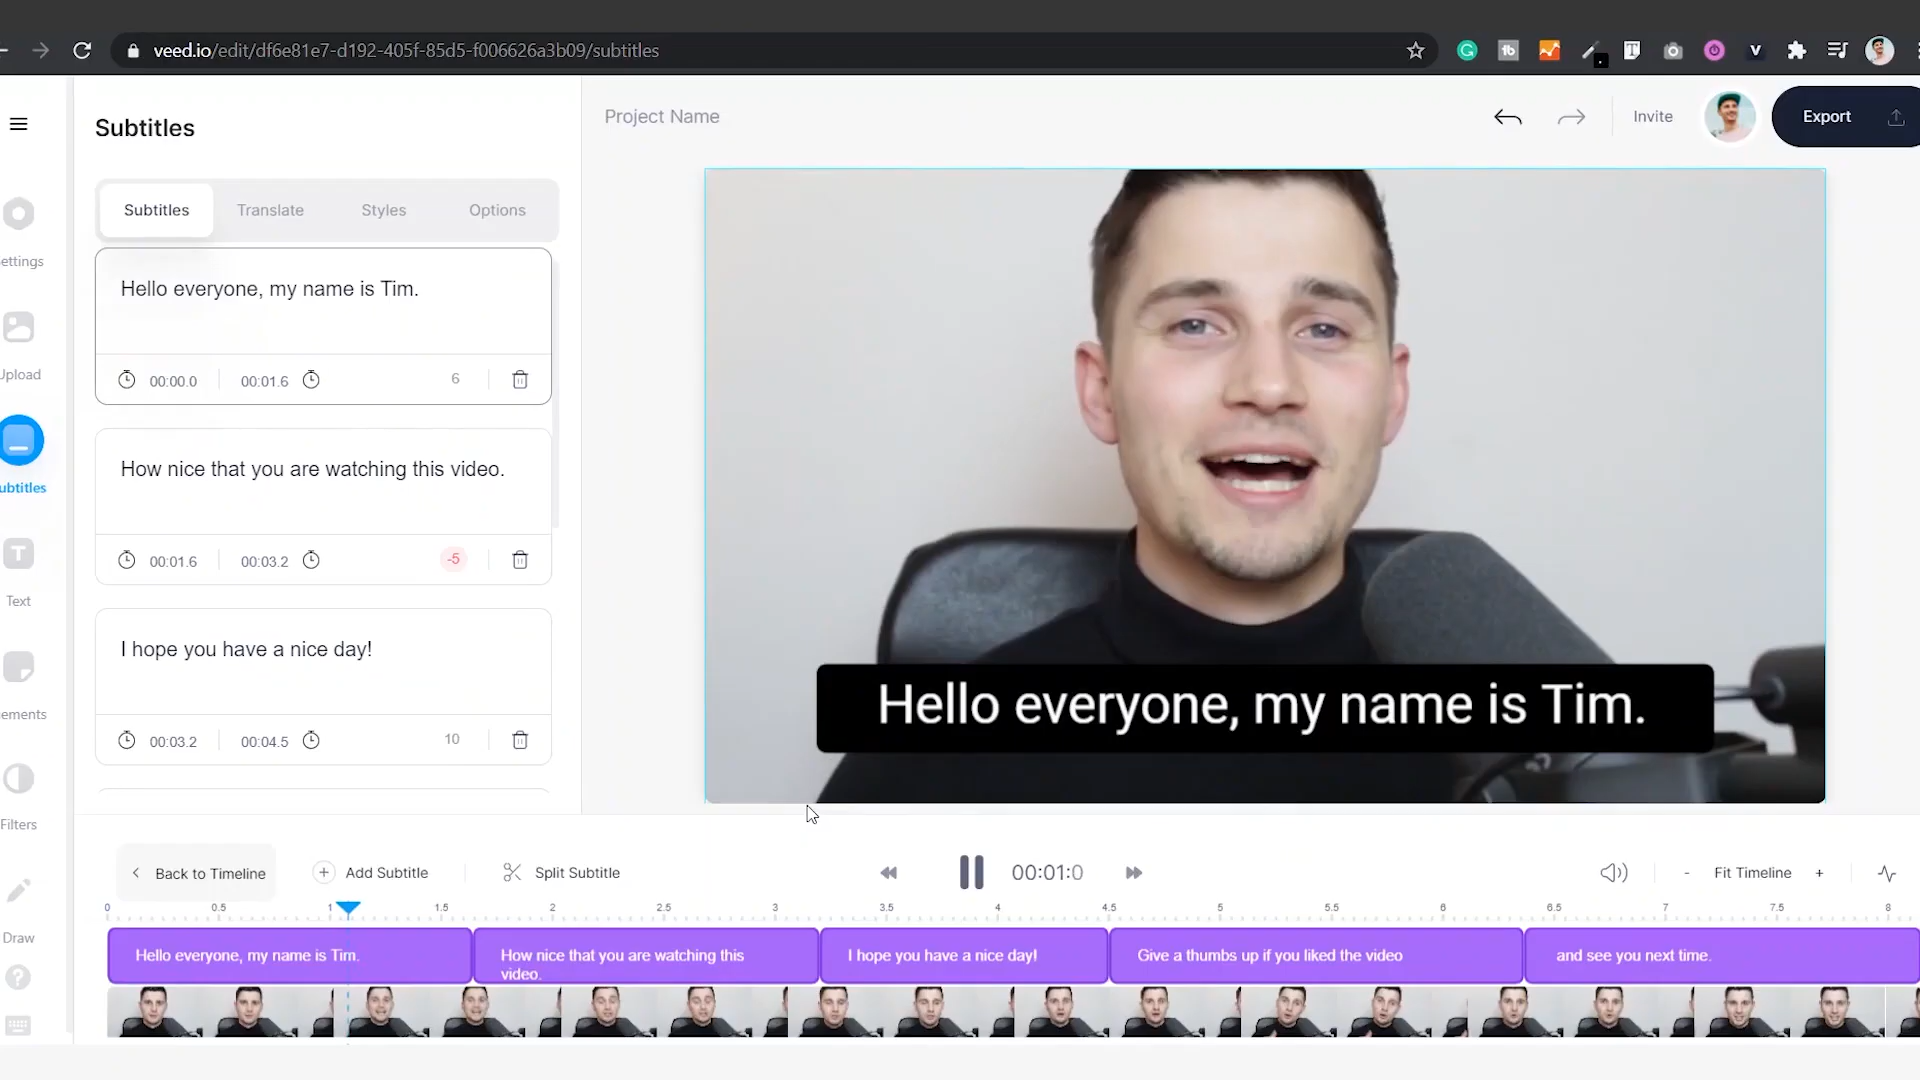 veed.io/edit/df6e81e7-d192-405f-85d5-f006626a3b09/subtitles
Subtitles
Project Name
Invite
Export
Subtitles Translate Styles Options
Hello everyone, my name is Tim.
00:00.0 00:01.6 6
How nice that you are watching this video.
00:01.6 00:03.2 -5
I hope you have a nice day!
00:03.2 00:04.5 10
ettings
Upload
ubtitles
Text
ements
Filters
Draw
Hello everyone, my name is Tim.
Back to Timeline
Add Subtitle
Split Subtitle
00:01:0
- Fit Timeline +
0 0.5 1 1.5 2 2.5 3 3.5 4 4.5 5 5.5 6 6.5 7 7.5 8
Hello everyone, my name is Tim.
How nice that you are watching this
video.
I hope you have a nice day!
Give a thumbs up if you liked the video
and see you next time.